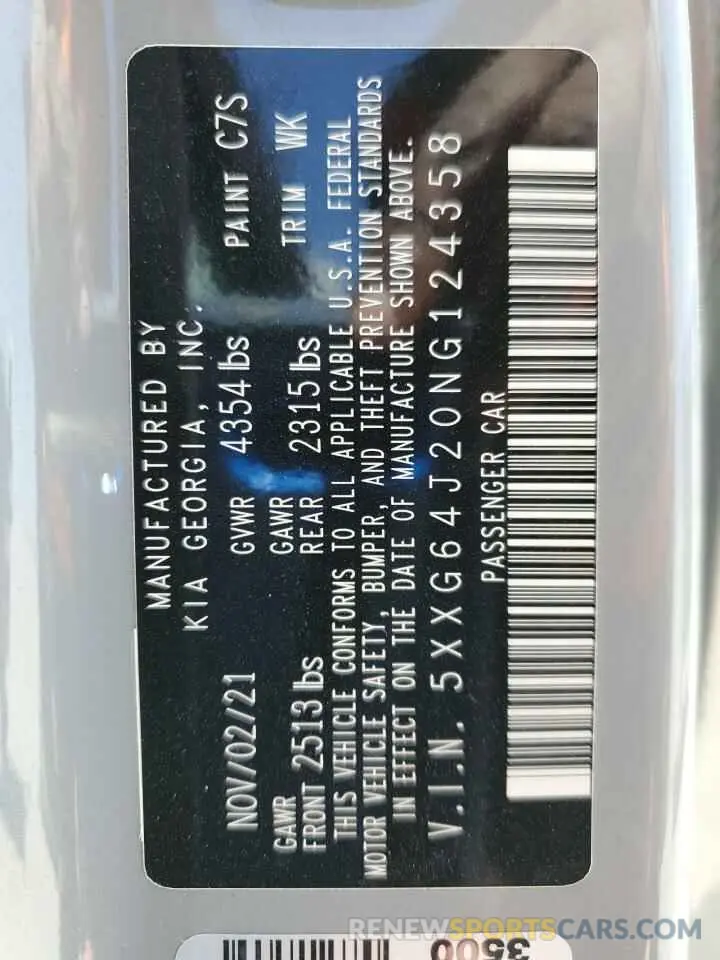 MANUFACTURED BY
KIA GEORGIA, INC.
NOV/02/21 GVWR 4354 lbs PAINT C7S
GAWR FRONT 2513 lbs GAWR REAR 2315 lbs TRIM WK
THIS VEHICLE CONFORMS TO ALL APPLICABLE U.S.A. FEDERAL
MOTOR VEHICLE SAFETY, BUMPER, AND THEFT PREVENTION STANDARDS
IN EFFECT ON THE DATE OF MANUFACTURE SHOWN ABOVE.
V.I.N. 5XXG64J20NG124358
PASSENGER CAR
3500
RENEWSPORTSCARS.COM